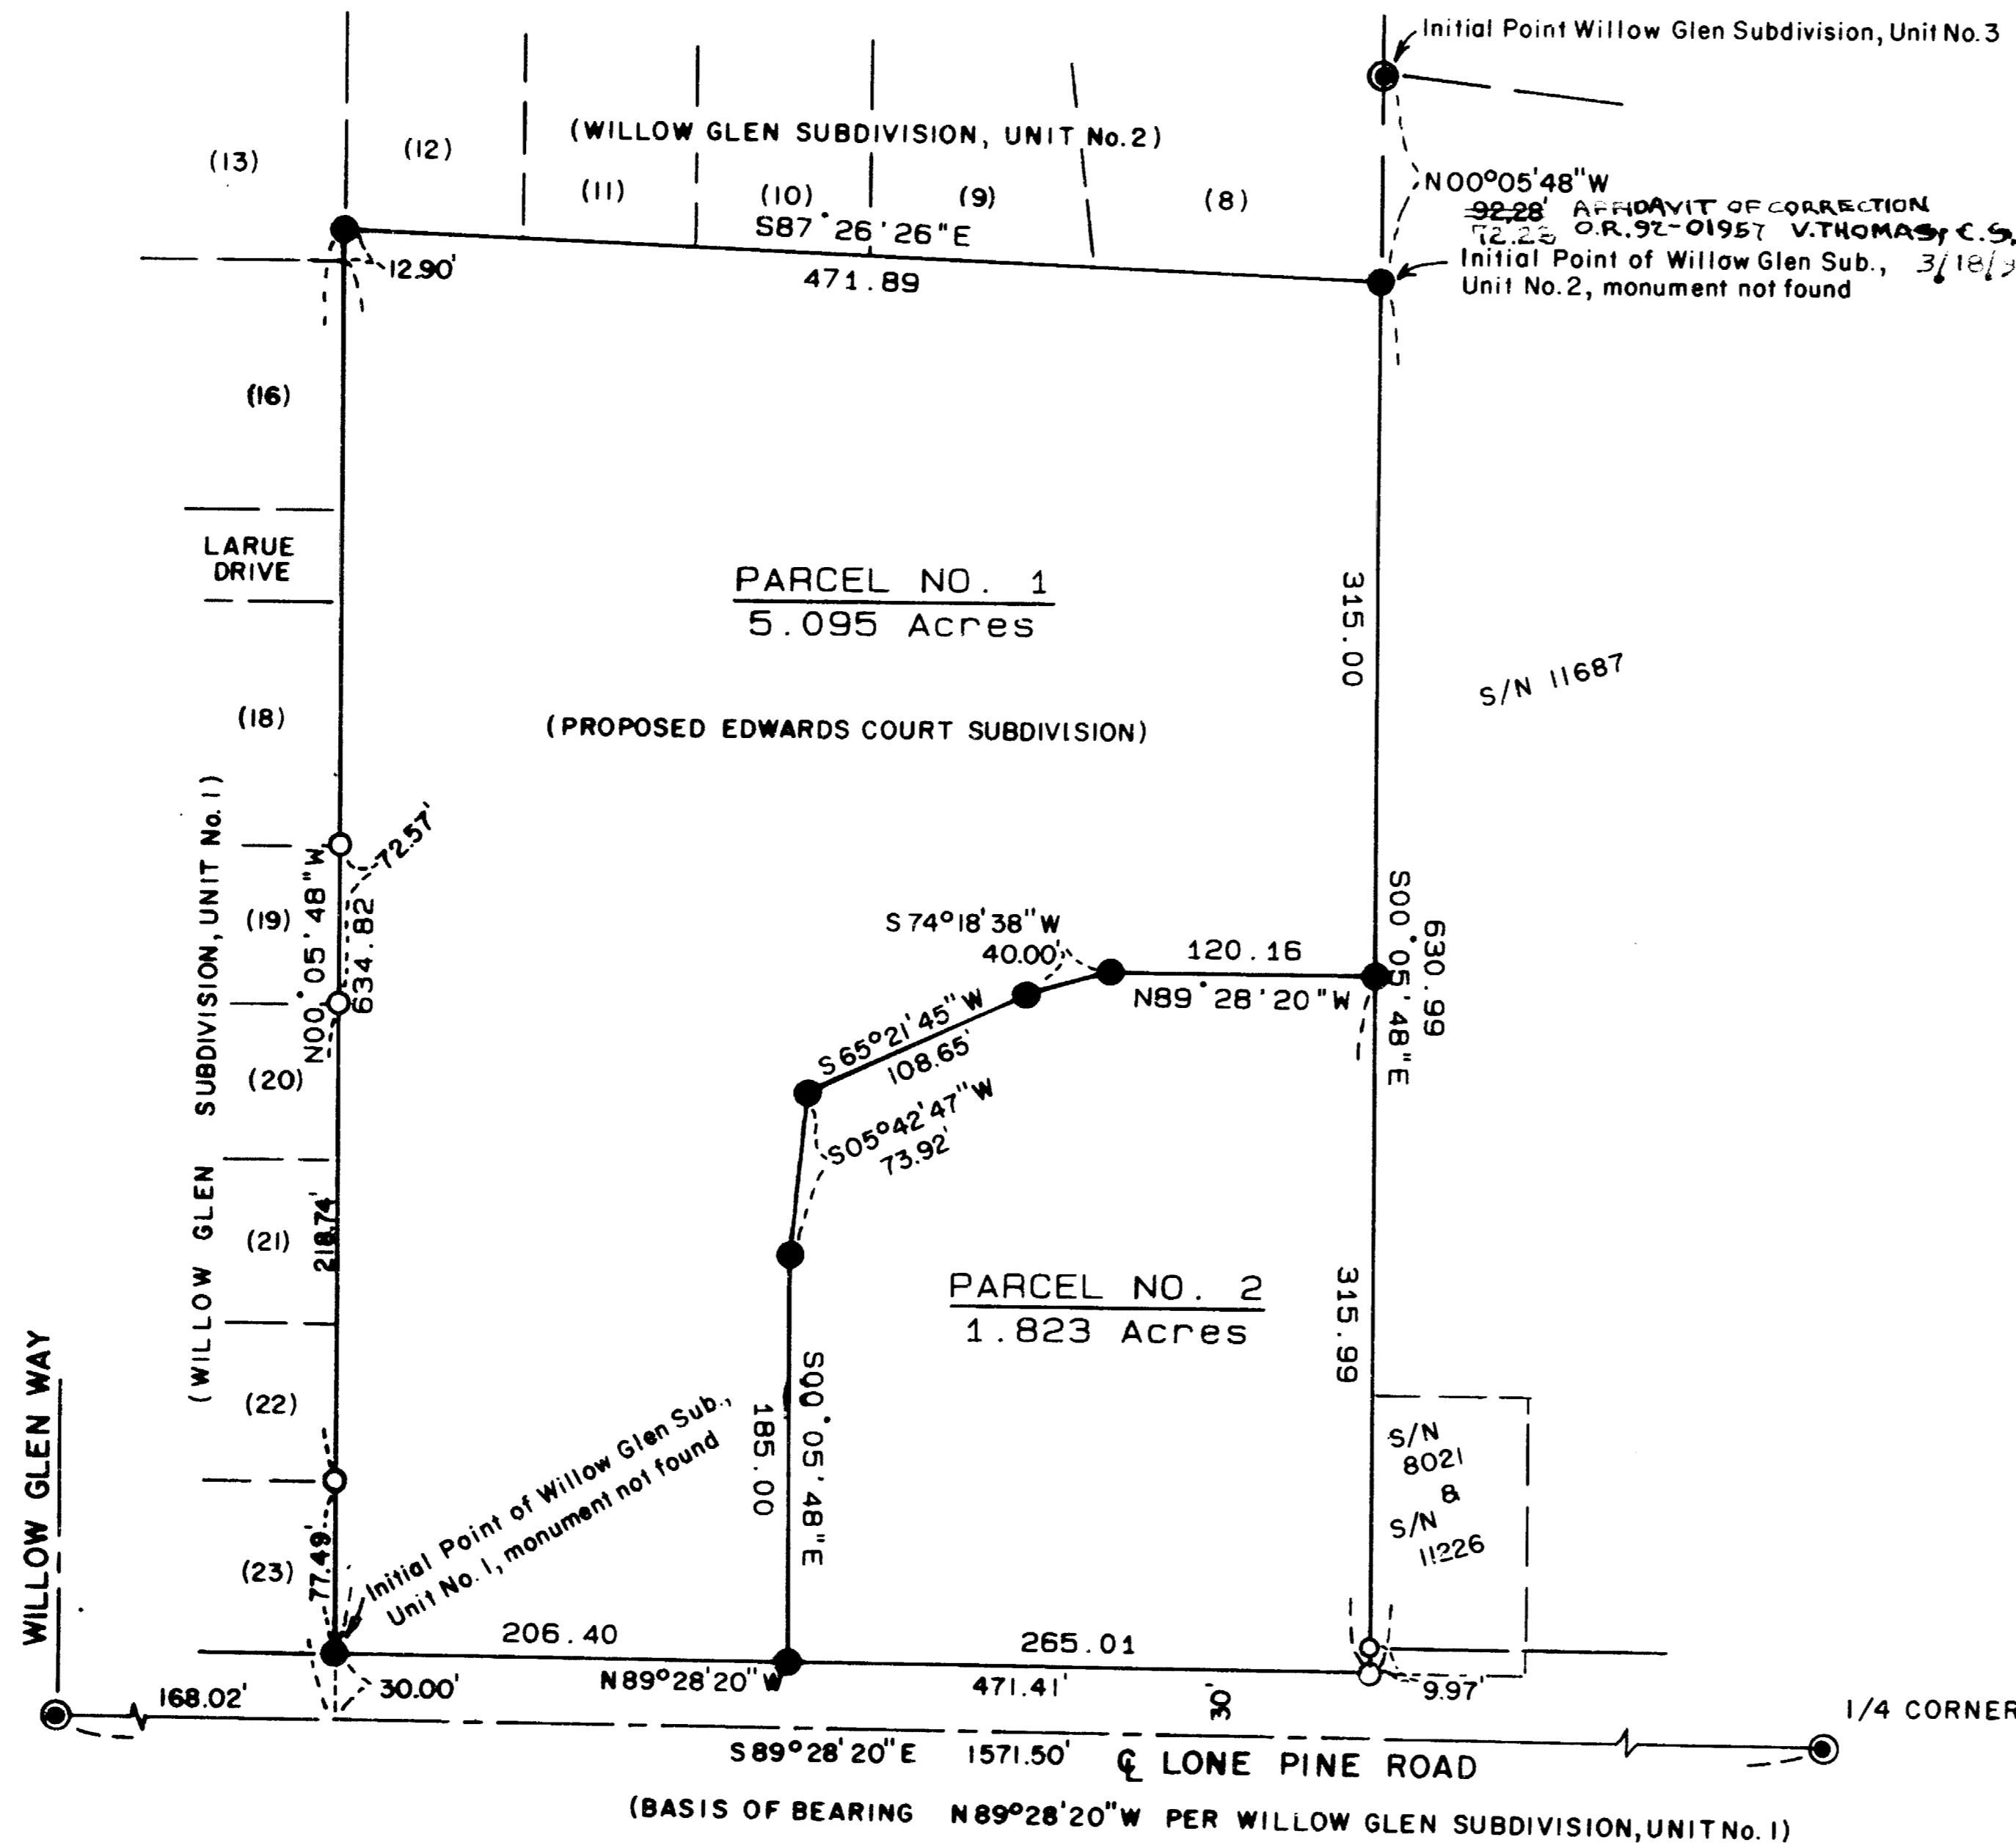 Initial Point Willow Glen Subdivision, Unit No. 3
(WILLOW GLEN SUBDIVISION, UNIT No. 2)
(13)
(12)
(11)
(10)
(9)
(8)
N00°05'48"W
92.28' AFFIDAVIT OF CORRECTION
O.R. 92-01957 V. THOMAS, C.S.
Initial Point of Willow Glen Sub., 3/18/
Unit No. 2, monument not found
S87°26'26"E
471.89
12.90'
(16)
LARUE
DRIVE
PARCEL NO. 1
5.095 Acres
315.00
S/N 11687
(18)
(PROPOSED EDWARDS COURT SUBDIVISION)
(WILLOW GLEN SUBDIVISION, UNIT No. 1)
72.57'
(19)
N00°05'48"W
634.82
S 74°18'38" W
40.00'
120.16
N89°28'20"W
S00°05'48"E
630.99
(20)
S 65°21'45" W
108.65'
S05°42'47"W
73.92'
(21)
218.74'
PARCEL NO. 2
1.823 Acres
315.99
WILLOW GLEN WAY
(22)
Initial Point of Willow Glen Sub.,
Unit No. 1, monument not found
S00°05'48"E
185.00
S/N
8021
&
S/N
11226
(23)
77.49'
206.40
265.01
N89°28'20"W
471.41'
168.02'
30.00'
30'
9.97'
1/4 CORNER
S 89°28'20"E 1571.50' ℄ LONE PINE ROAD
(BASIS OF BEARING N89°28'20"W PER WILLOW GLEN SUBDIVISION, UNIT No. 1)